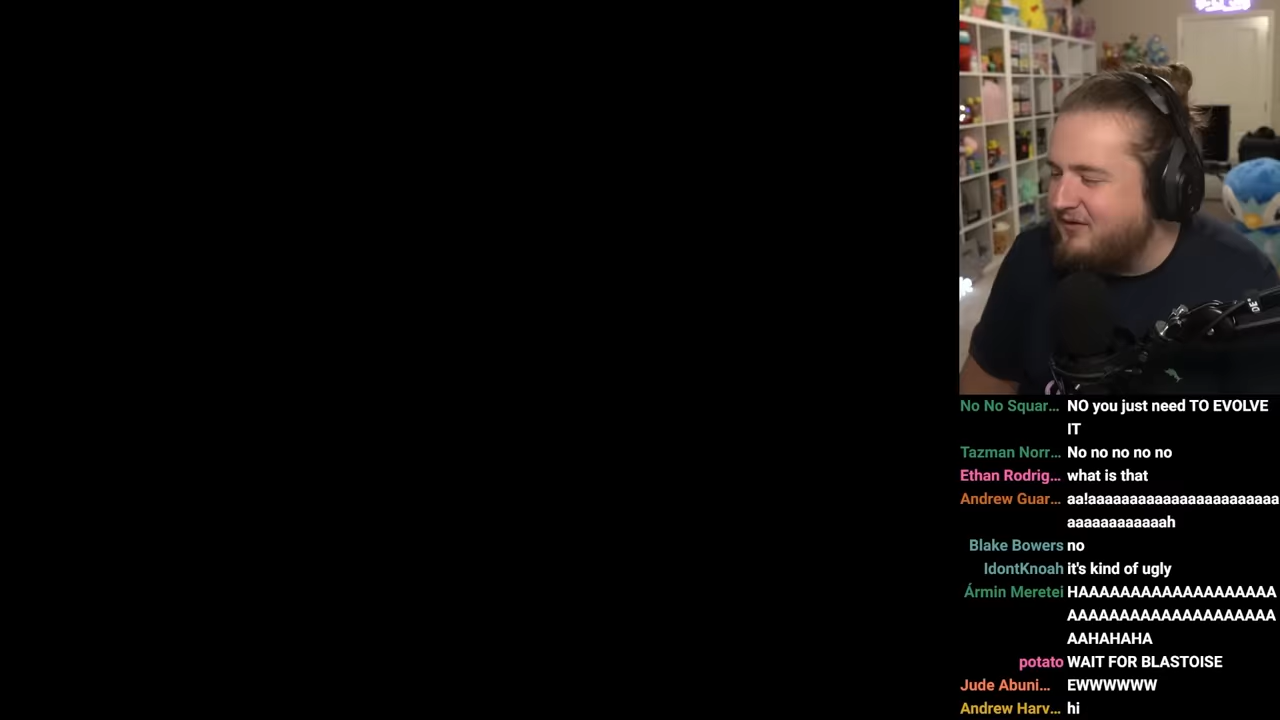 No No Squar… NO you just need TO EVOLVE
IT
Tazman Norr… No no no no no
Ethan Rodrig… what is that
Andrew Guar… aa!aaaaaaaaaaaaaaaaaaaaaaa
aaaaaaaaaaaah
Blake Bowers no
IdontKnoah it's kind of ugly
Ármin Meretei HAAAAAAAAAAAAAAAAAAA
AAAAAAAAAAAAAAAAAAAA
AAHAHAHA
potato WAIT FOR BLASTOISE
Jude Abuni… EWWWWWW
Andrew Harv… hi